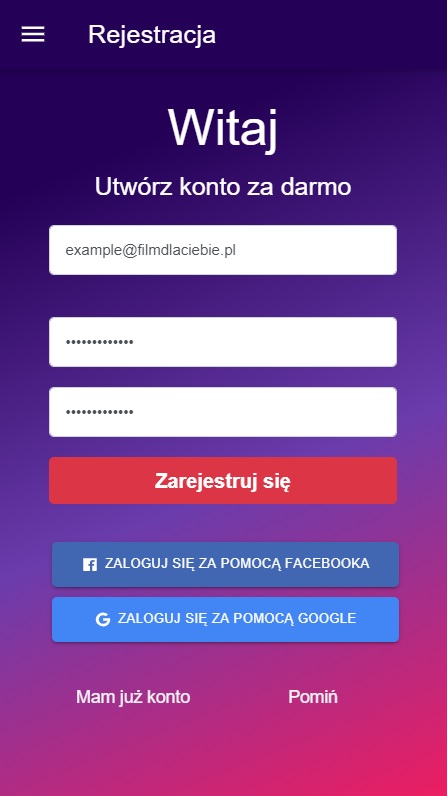 Rejestracja
Witaj
Utwórz konto za darmo
example@filmdlaciebie.pl
•••••••••••••
•••••••••••••
Zarejestruj się
ZALOGUJ SIĘ ZA POMOCĄ FACEBOOKA
ZALOGUJ SIĘ ZA POMOCĄ GOOGLE
Mam już konto Pomiń